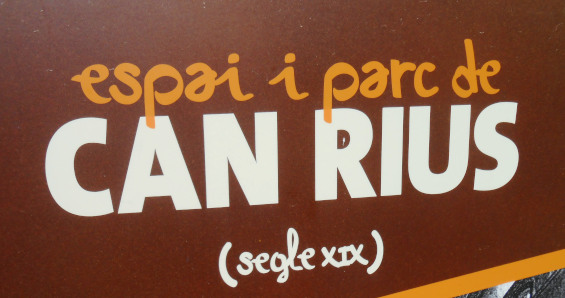 espai i parc de
CAN RIUS
(segle XIX)